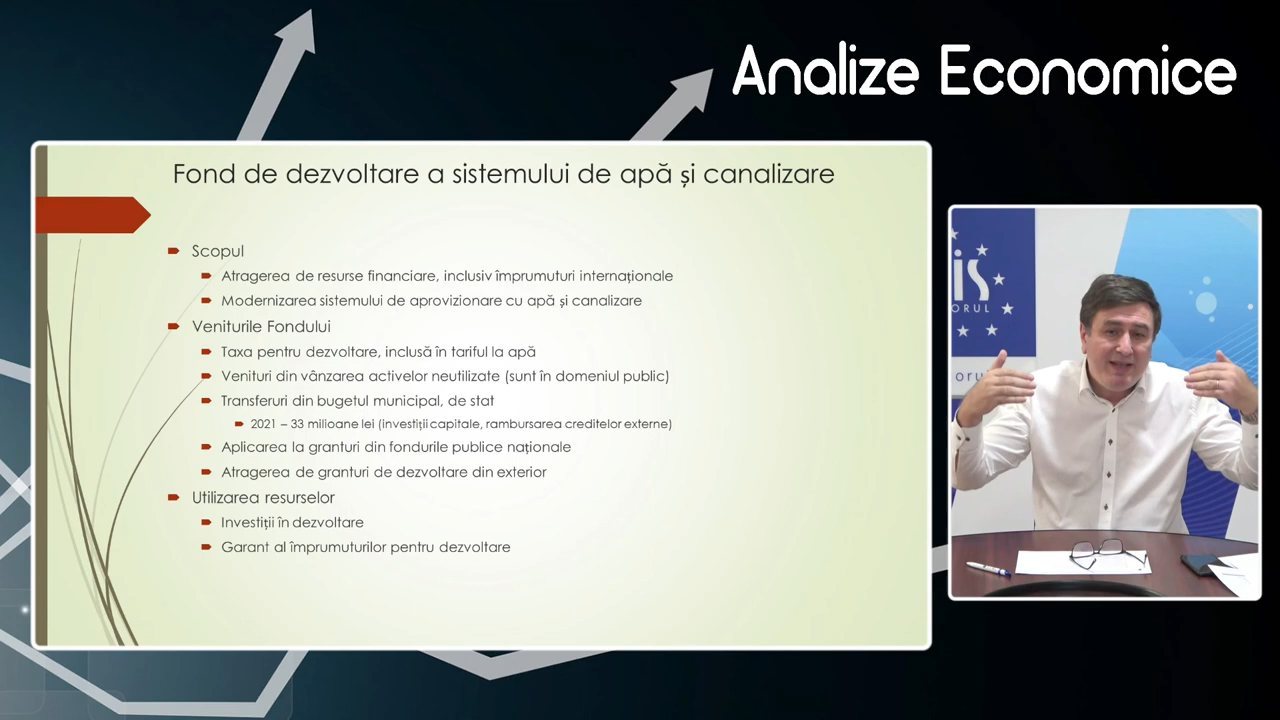 Analize Economice
Fond de dezvoltare a sistemului de apă și canalizare
Scopul
Atragerea de resurse financiare, inclusiv împrumuturi internaționale
Modernizarea sistemului de aprovizionare cu apă și canalizare
Veniturile Fondului
Taxa pentru dezvoltare, inclusă în tariful la apă
Venituri din vânzarea activelor neutilizate (sunt în domeniul public)
Transferuri din bugetul municipal, de stat
2021 – 33 milioane lei (investiții capitale, rambursarea creditelor externe)
Aplicarea la granturi din fondurile publice naționale
Atragerea de granturi de dezvoltare din exterior
Utilizarea resurselor
Investiții în dezvoltare
Garant al împrumuturilor pentru dezvoltare
is
ORUL